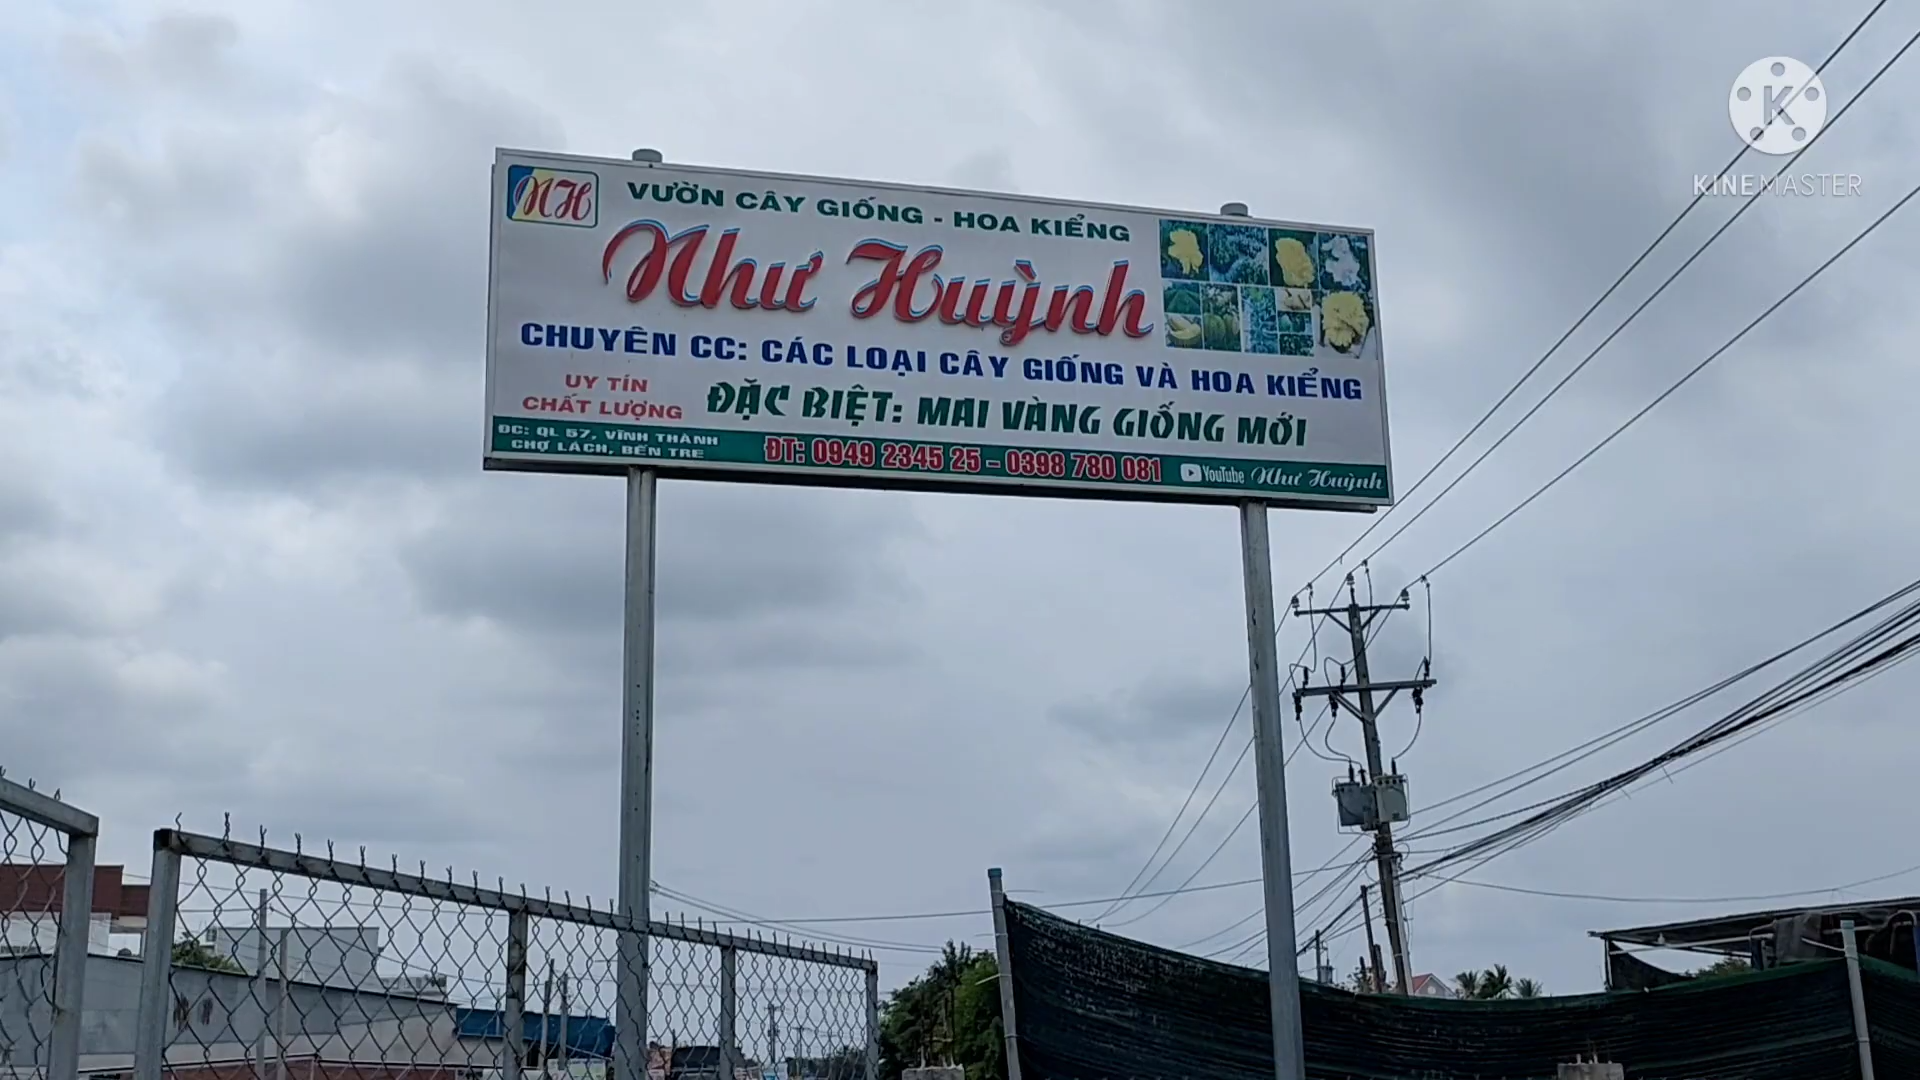 NH
VƯỜN CÂY GIỐNG - HOA KIỂNG
Như Huỳnh
CHUYÊN CC: CÁC LOẠI CÂY GIỐNG VÀ HOA KIỂNG
UY TÍN
CHẤT LƯỢNG
ĐẶC BIỆT: MAI VÀNG GIỐNG MỚI
ĐC: QL 57, VĨNH THÀNH
CHỢ LÁCH, BẾN TRE
ĐT: 0949 2345 25 - 0398 780 081
YouTube Như Huỳnh
K
KINEMASTER